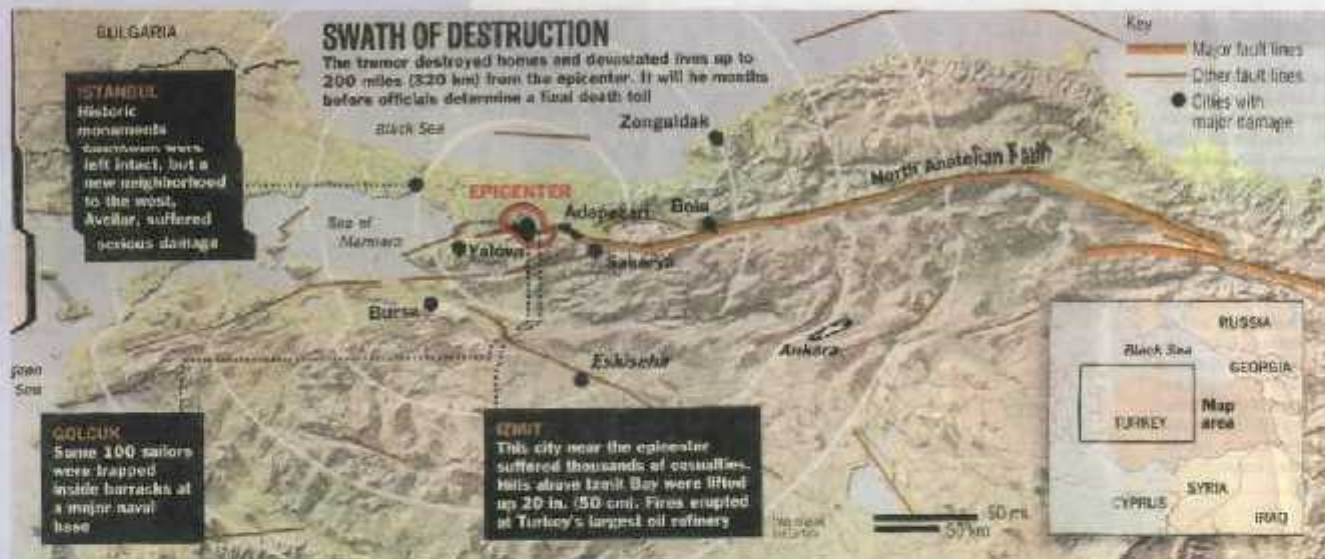 BULGARIA
SWATH OF DESTRUCTION
The tremor destroyed homes and devastated lives up to
200 miles (320 km) from the epicenter. It will be months
before officials determine a final death toll
Key
Major fault lines
Other fault lines
Cities with
major damage
ISTANBUL
Historic
monuments
downtown were
left intact, but a
new neighborhood
to the west,
Avcilar, suffered
serious damage
Black Sea
Zonguldak
North Anatolian Fault
EPICENTER
Adapazari
Bolu
Sea of
Marmara
Yalova
Sakarya
Bursa
Eskisehir
Ankara
Sea
GOLCUK
Some 100 sailors
were trapped
inside barracks at
a major naval
base
IZMIT
This city near the epicenter
suffered thousands of casualties.
Hills above Izmit Bay were lifted
up 20 in. (50 cm). Fires erupted
at Turkey's largest oil refinery
50 mi.
50 km
RUSSIA
Black Sea
GEORGIA
TURKEY
Map
area
CYPRUS
SYRIA
IRAQ